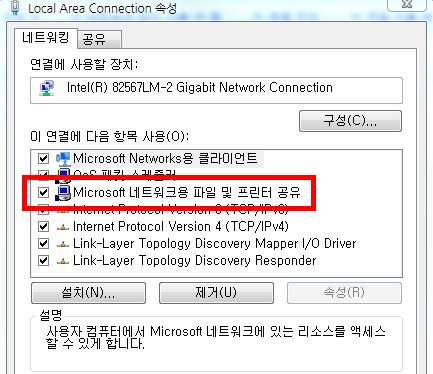 Local Area Connection 속성
네트워킹 공유
연결에 사용할 장치:
Intel(R) 82567LM-2 Gigabit Network Connection
구성(C)...
이 연결에 다음 항목 사용(O):
Microsoft Networks용 클라이언트
QoS 패킷 스케줄러
Microsoft 네트워크용 파일 및 프린터 공유
Internet Protocol Version 6 (TCP/IPv6)
Internet Protocol Version 4 (TCP/IPv4)
Link-Layer Topology Discovery Mapper I/O Driver
Link-Layer Topology Discovery Responder
설치(N)... 제거(U) 속성(R)
설명
사용자 컴퓨터에서 Microsoft 네트워크에 있는 리소스를 액세스
할 수 있게 합니다.